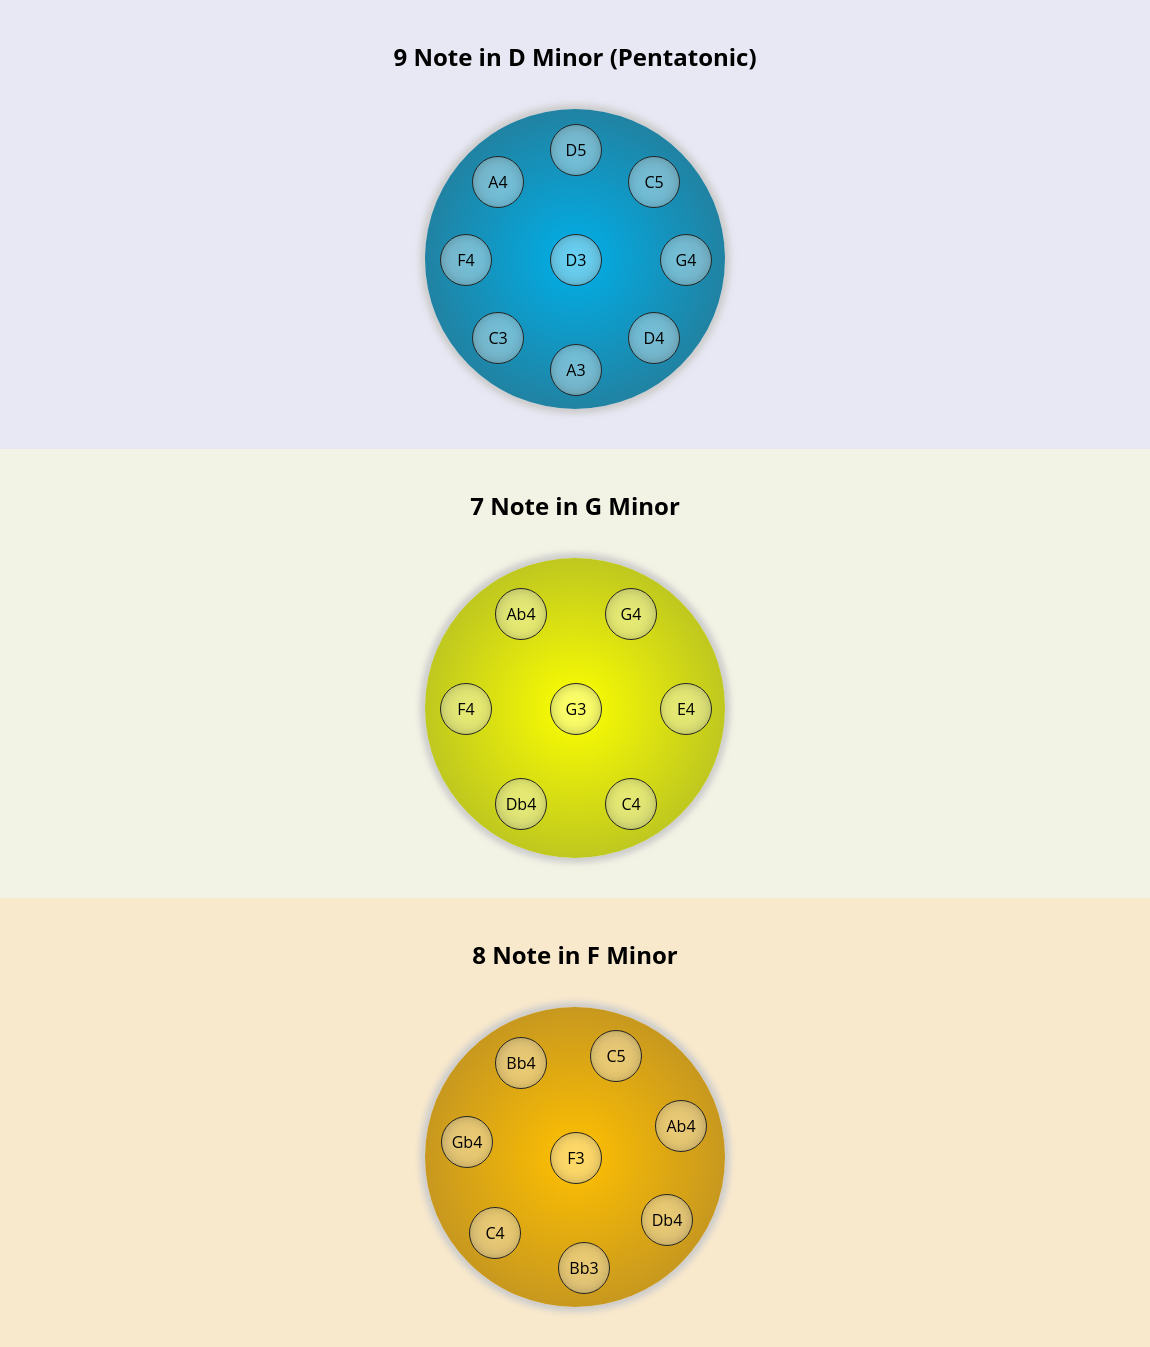 9 Note in D Minor (Pentatonic)
D5
A4
C5
F4
D3
G4
C3
D4
A3
7 Note in G Minor
Ab4
G4
F4
G3
E4
Db4
C4
8 Note in F Minor
C5
Bb4
Ab4
Gb4
F3
Db4
C4
Bb3